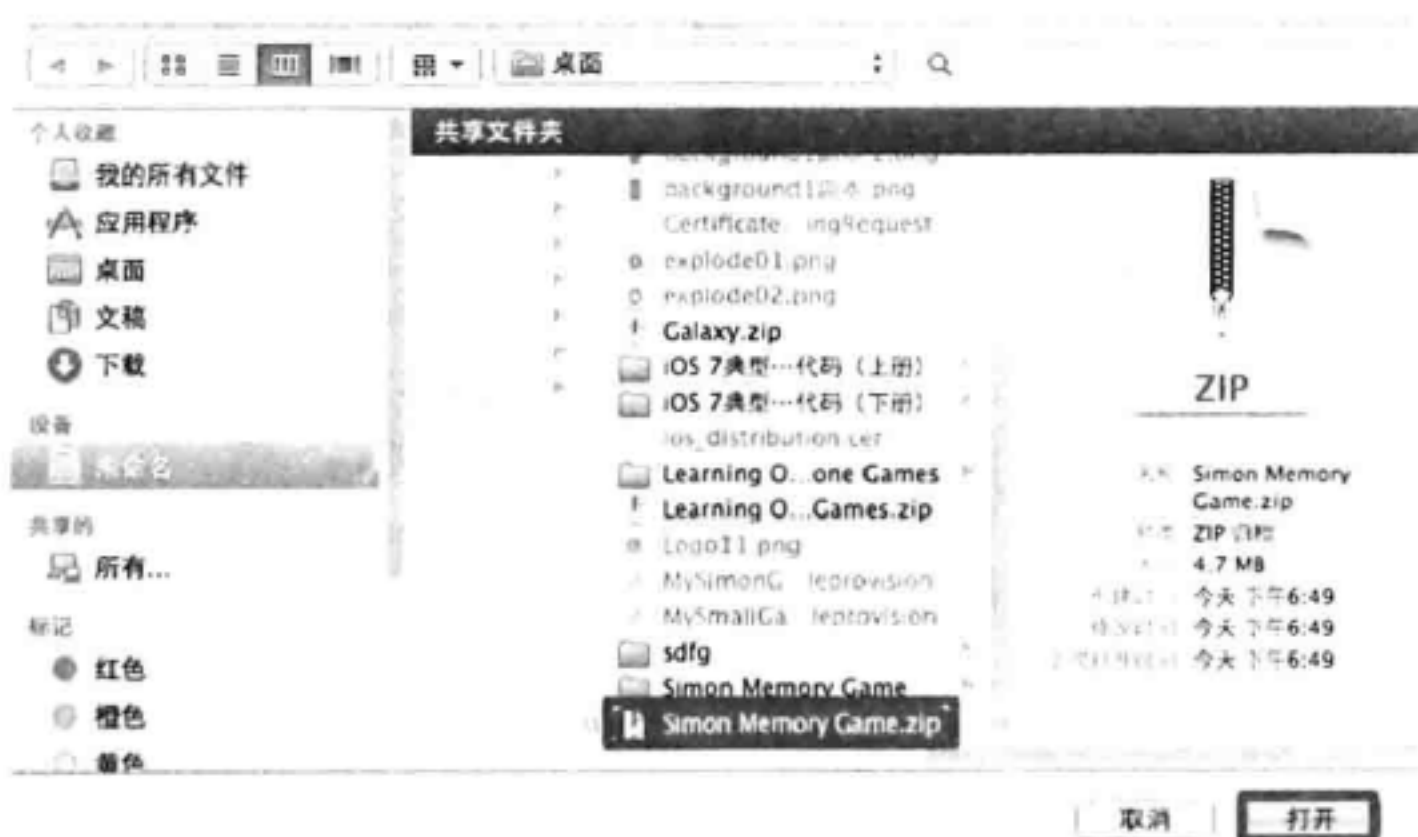 桌面
个人收藏
我的所有文件
应用程序
桌面
文稿
下载
设备
未命名
共享的
所有...
标记
红色
橙色
黄色
共享文件夹
background1副本.png
Certificate...ingRequest
explode01.png
explode02.png
Galaxy.zip
iOS 7典型…代码（上册）
iOS 7典型…代码（下册）
ios_distribution.cer
Learning O...one Games
Learning O...Games.zip
Logo11.png
MySimonG...leprovision
MySmallGa...leprovision
sdfg
Simon Memory Game
Simon Memory Game.zip
ZIP
Simon Memory
Game.zip
ZIP 归档
4.7 MB
今天 下午6:49
今天 下午6:49
今天 下午6:49
取消
打开